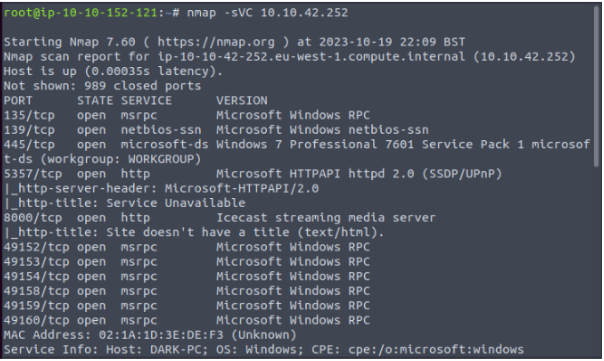 root@ip-10-10-152-121:~# nmap -sVC 10.10.42.252
Starting Nmap 7.60 ( https://nmap.org ) at 2023-10-19 22:09 BST
Nmap scan report for ip-10-10-42-252.eu-west-1.compute.internal (10.10.42.252)
Host is up (0.00035s latency).
Not shown: 989 closed ports
PORT      STATE SERVICE      VERSION
135/tcp   open  msrpc        Microsoft Windows RPC
139/tcp   open  netbios-ssn  Microsoft Windows netbios-ssn
445/tcp   open  microsoft-ds Windows 7 Professional 7601 Service Pack 1 microsof
t-ds (workgroup: WORKGROUP)
5357/tcp  open  http         Microsoft HTTPAPI httpd 2.0 (SSDP/UPnP)
|_http-server-header: Microsoft-HTTPAPI/2.0
|_http-title: Service Unavailable
8000/tcp  open  http         Icecast streaming media server
|_http-title: Site doesn't have a title (text/html).
49152/tcp open  msrpc        Microsoft Windows RPC
49153/tcp open  msrpc        Microsoft Windows RPC
49154/tcp open  msrpc        Microsoft Windows RPC
49158/tcp open  msrpc        Microsoft Windows RPC
49159/tcp open  msrpc        Microsoft Windows RPC
49160/tcp open  msrpc        Microsoft Windows RPC
MAC Address: 02:1A:1D:3E:DE:F3 (Unknown)
Service Info: Host: DARK-PC; OS: Windows; CPE: cpe:/o:microsoft:windows